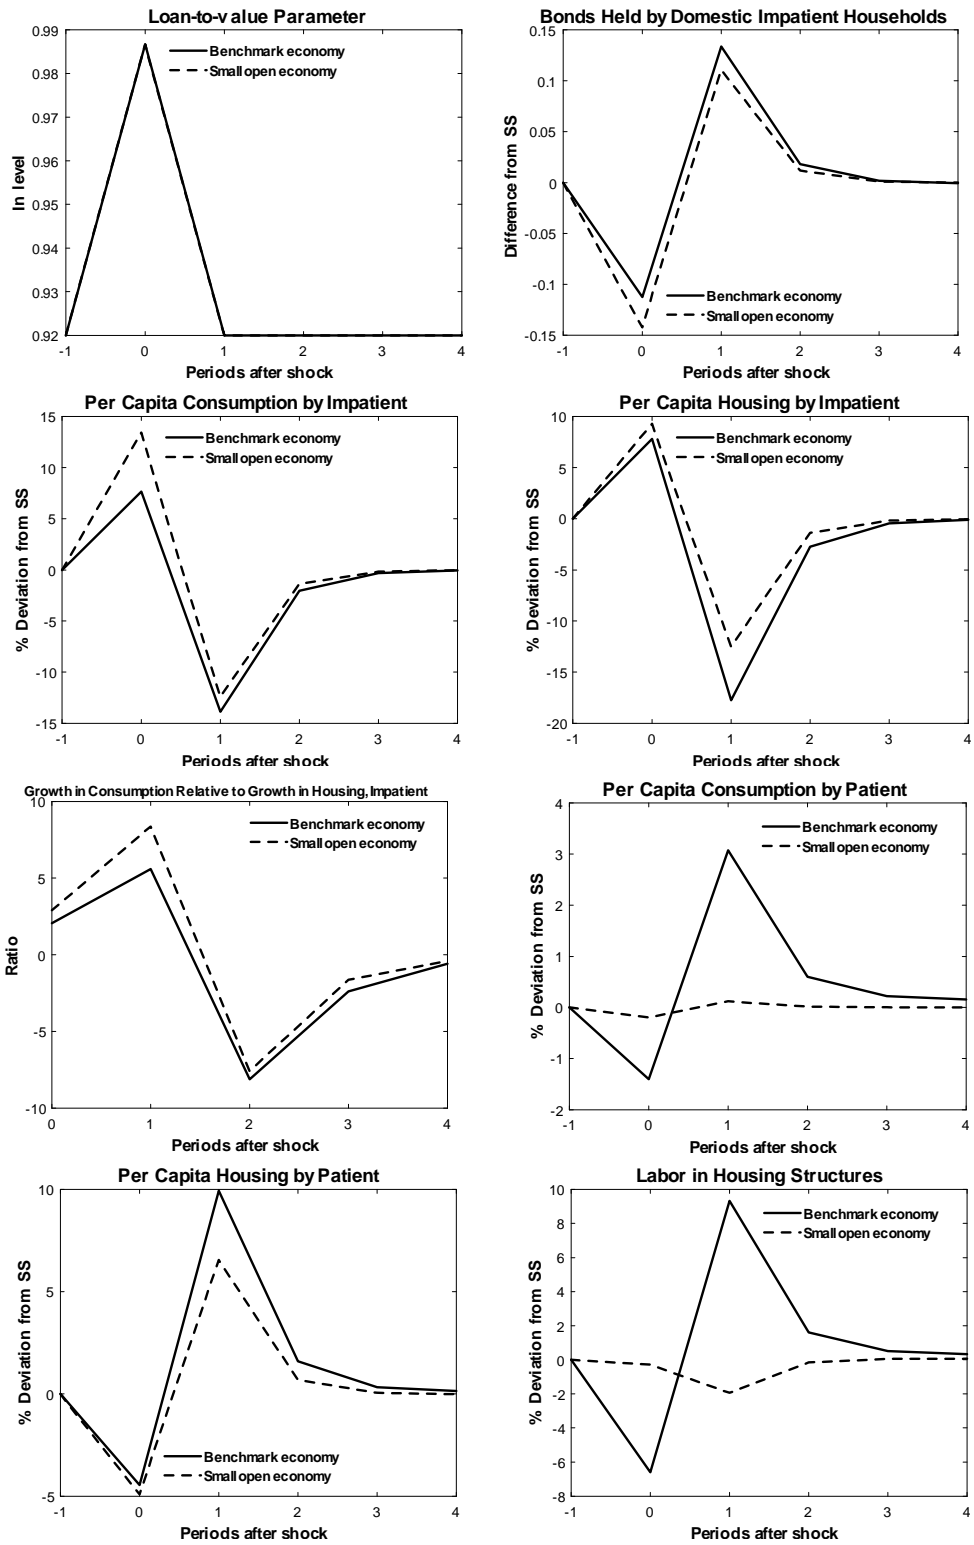 Loan-to-value Parameter
0.99
0.98
0.97
0.96
0.95
0.94
0.93
0.92
In level
Benchmark economy
Small open economy
-1 0 1 2 3 4
Periods after shock
Bonds Held by Domestic Impatient Households
0.15
0.1
0.05
0
-0.05
-0.1
-0.15
Difference from SS
Benchmark economy
Small open economy
-1 0 1 2 3 4
Periods after shock
Per Capita Consumption by Impatient
15
10
5
0
-5
-10
-15
% Deviation from SS
Benchmark economy
Small open economy
-1 0 1 2 3 4
Periods after shock
Per Capita Housing by Impatient
10
5
0
-5
-10
-15
-20
% Deviation from SS
Benchmark economy
Small open economy
-1 0 1 2 3 4
Periods after shock
Growth in Consumption Relative to Growth in Housing, Impatient
10
5
0
-5
-10
Ratio
Benchmark economy
Small open economy
0 1 2 3 4
Periods after shock
Per Capita Consumption by Patient
4
3
2
1
0
-1
-2
% Deviation from SS
Benchmark economy
Small open economy
-1 0 1 2 3 4
Periods after shock
Per Capita Housing by Patient
10
5
0
-5
% Deviation from SS
Benchmark economy
Small open economy
-1 0 1 2 3 4
Periods after shock
Labor in Housing Structures
10
8
6
4
2
0
-2
-4
-6
-8
% Deviation from SS
Benchmark economy
Small open economy
-1 0 1 2 3 4
Periods after shock